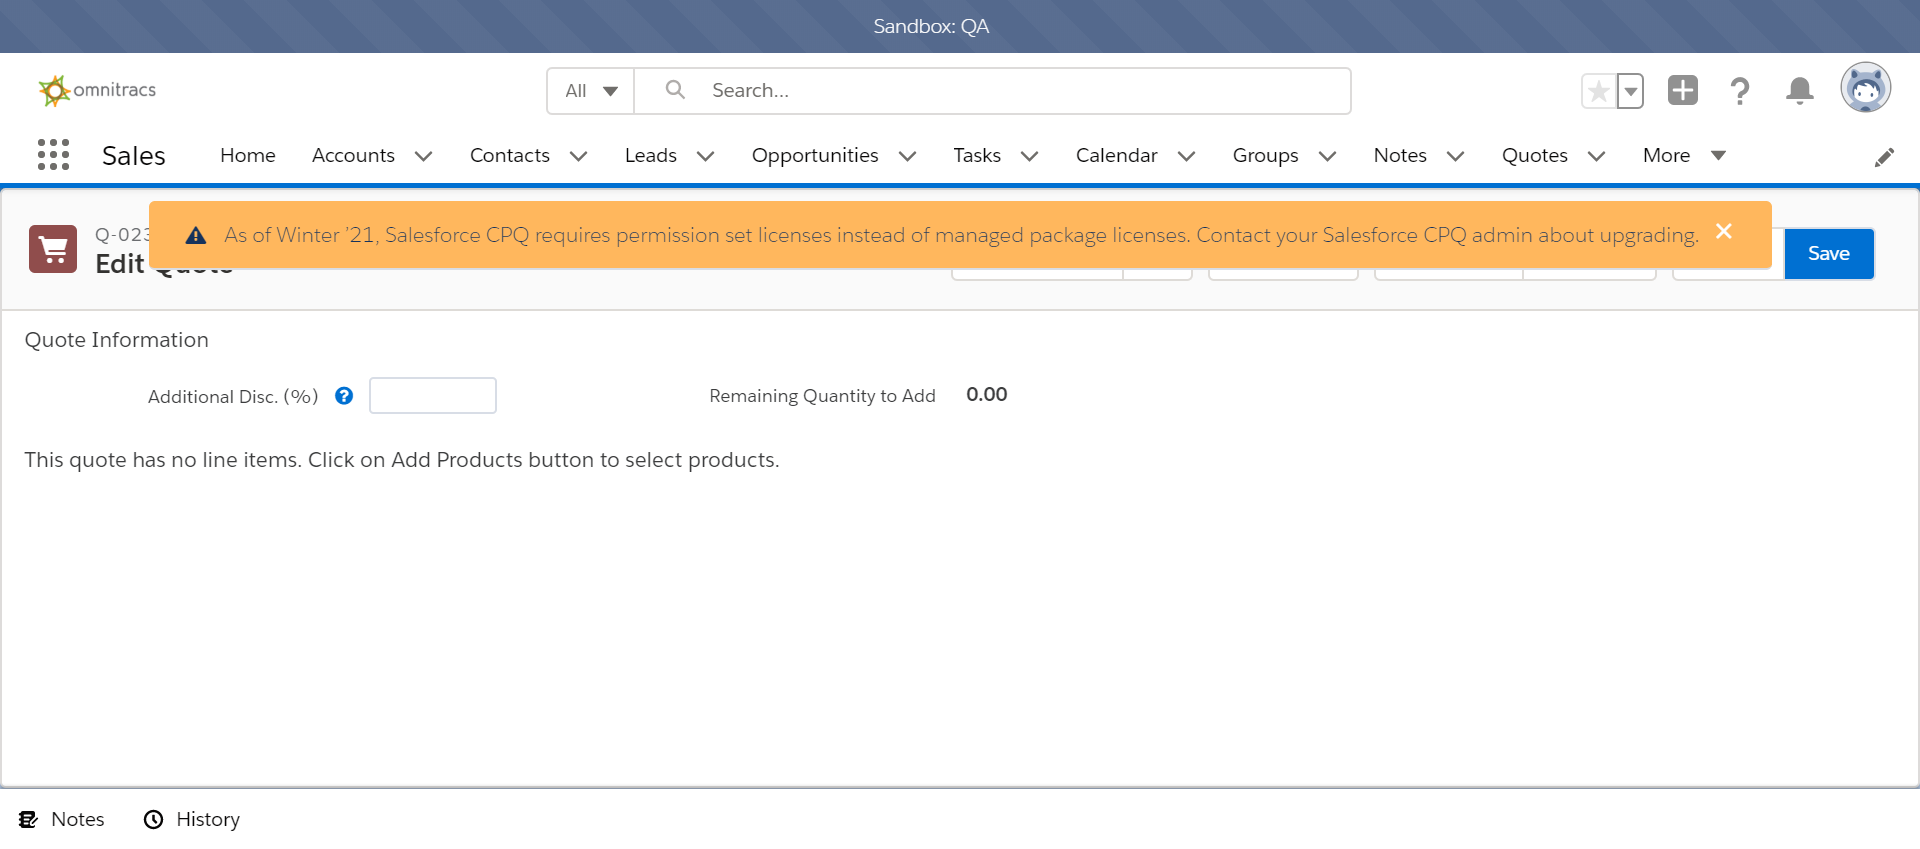 Sandbox: QA
omnitracs
All
Search...
Sales
Home
Accounts
Contacts
Leads
Opportunities
Tasks
Calendar
Groups
Notes
Quotes
More
Q-023
As of Winter ’21, Salesforce CPQ requires permission set licenses instead of managed package licenses. Contact your Salesforce CPQ admin about upgrading.
Edit Quote
Save
Quote Information
Additional Disc. (%)
Remaining Quantity to Add 0.00
This quote has no line items. Click on Add Products button to select products.
Notes
History